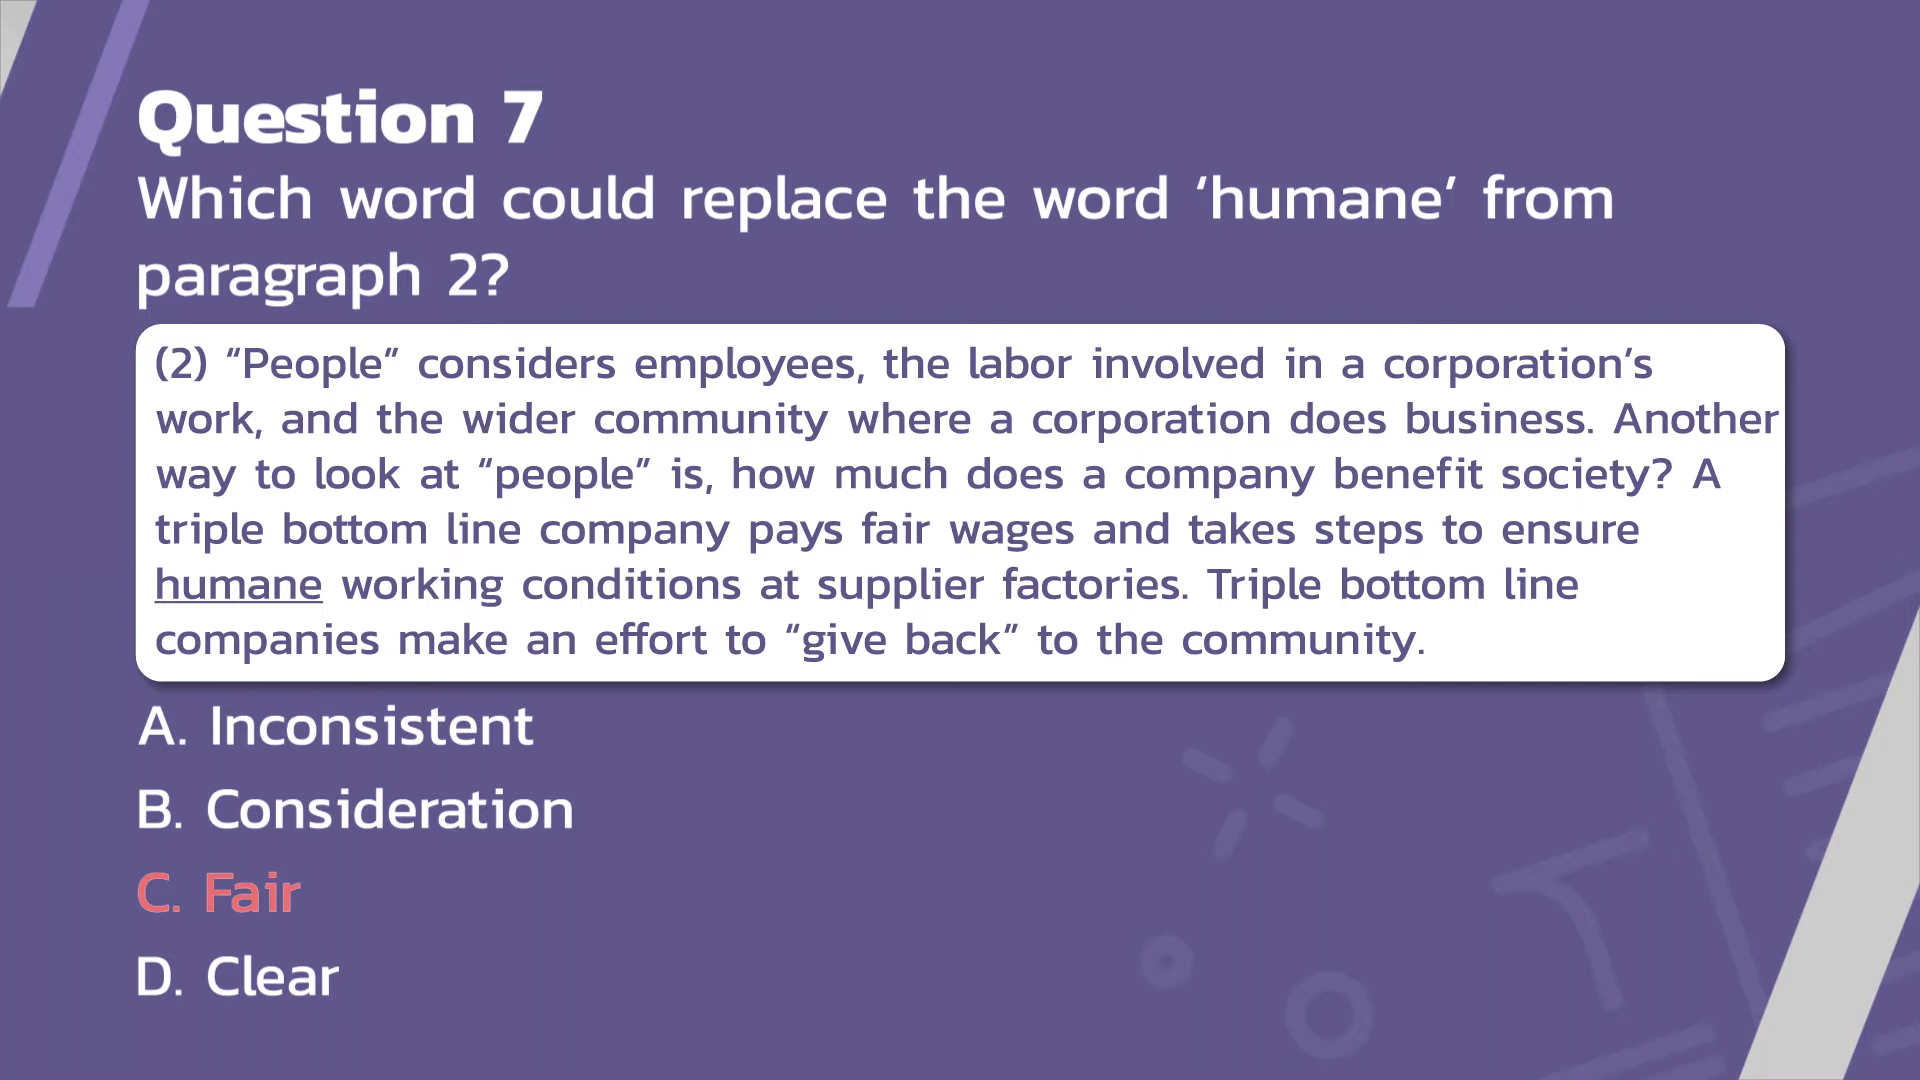 Question 7
Which word could replace the word ‘humane’ from
paragraph 2?
(2) “People” considers employees, the labor involved in a corporation’s
work, and the wider community where a corporation does business. Another
way to look at “people” is, how much does a company benefit society? A
triple bottom line company pays fair wages and takes steps to ensure
humane working conditions at supplier factories. Triple bottom line
companies make an effort to “give back” to the community.
A. Inconsistent
B. Consideration
C. Fair
D. Clear